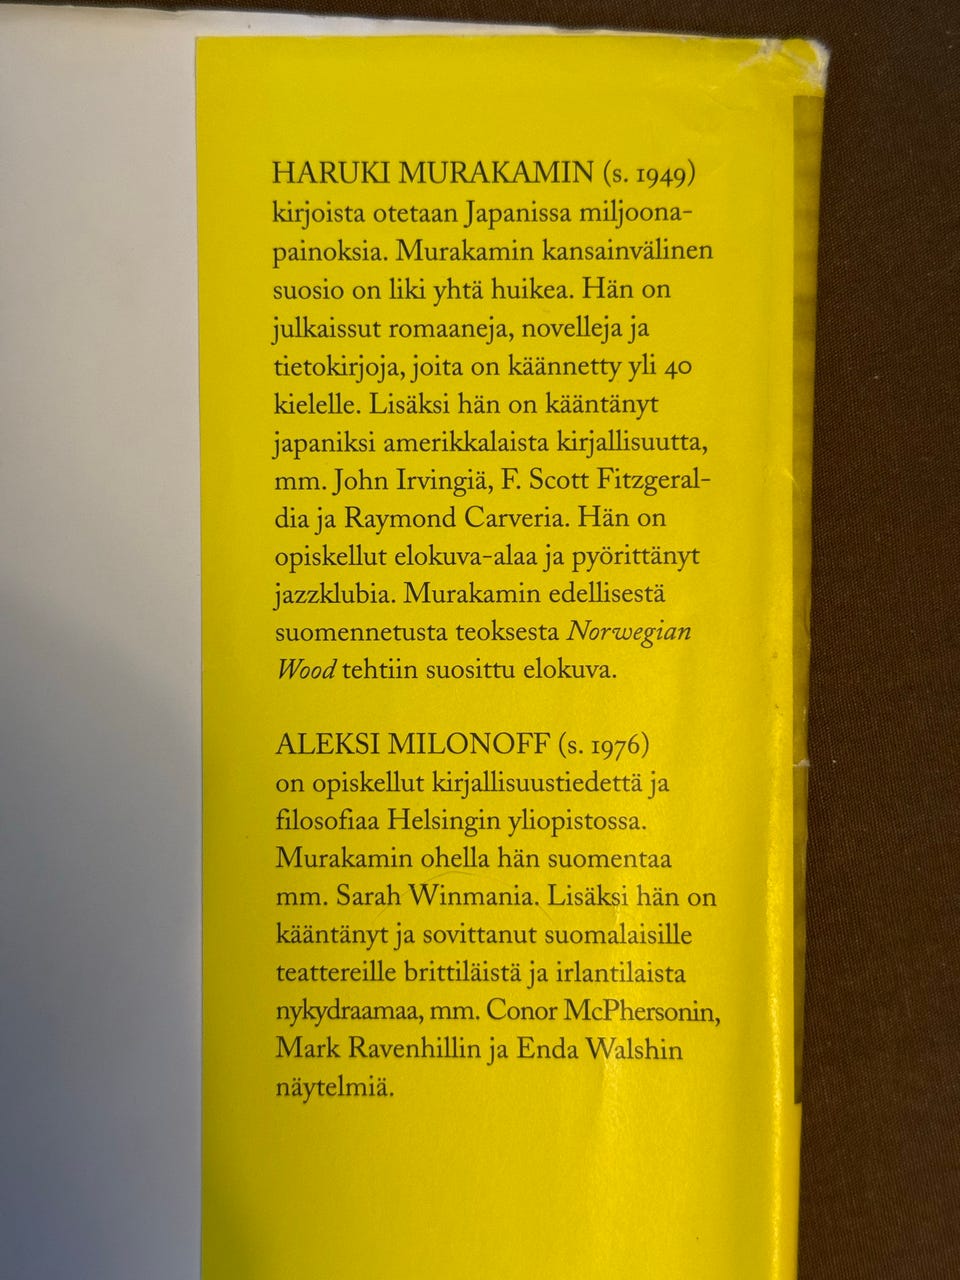 HARUKI MURAKAMIN (s. 1949)
kirjoista otetaan Japanissa miljoona-
painoksia. Murakamin kansainvälinen
suosio on liki yhtä huikea. Hän on
julkaissut romaaneja, novelleja ja
tietokirjoja, joita on käännetty yli 40
kielelle. Lisäksi hän on kääntänyt
japaniksi amerikkalaista kirjallisuutta,
mm. John Irvingiä, F. Scott Fitzgeral-
dia ja Raymond Carveria. Hän on
opiskellut elokuva-alaa ja pyörittänyt
jazzklubia. Murakamin edellisestä
suomennetusta teoksesta Norwegian
Wood tehtiin suosittu elokuva.
ALEKSI MILONOFF (s. 1976)
on opiskellut kirjallisuustiedettä ja
filosofiaa Helsingin yliopistossa.
Murakamin ohella hän suomentaa
mm. Sarah Winmania. Lisäksi hän on
kääntänyt ja sovittanut suomalaisille
teattereille brittiläistä ja irlantilaista
nykydraamaa, mm. Conor McPhersonin,
Mark Ravenhillin ja Enda Walshin
näytelmiä.